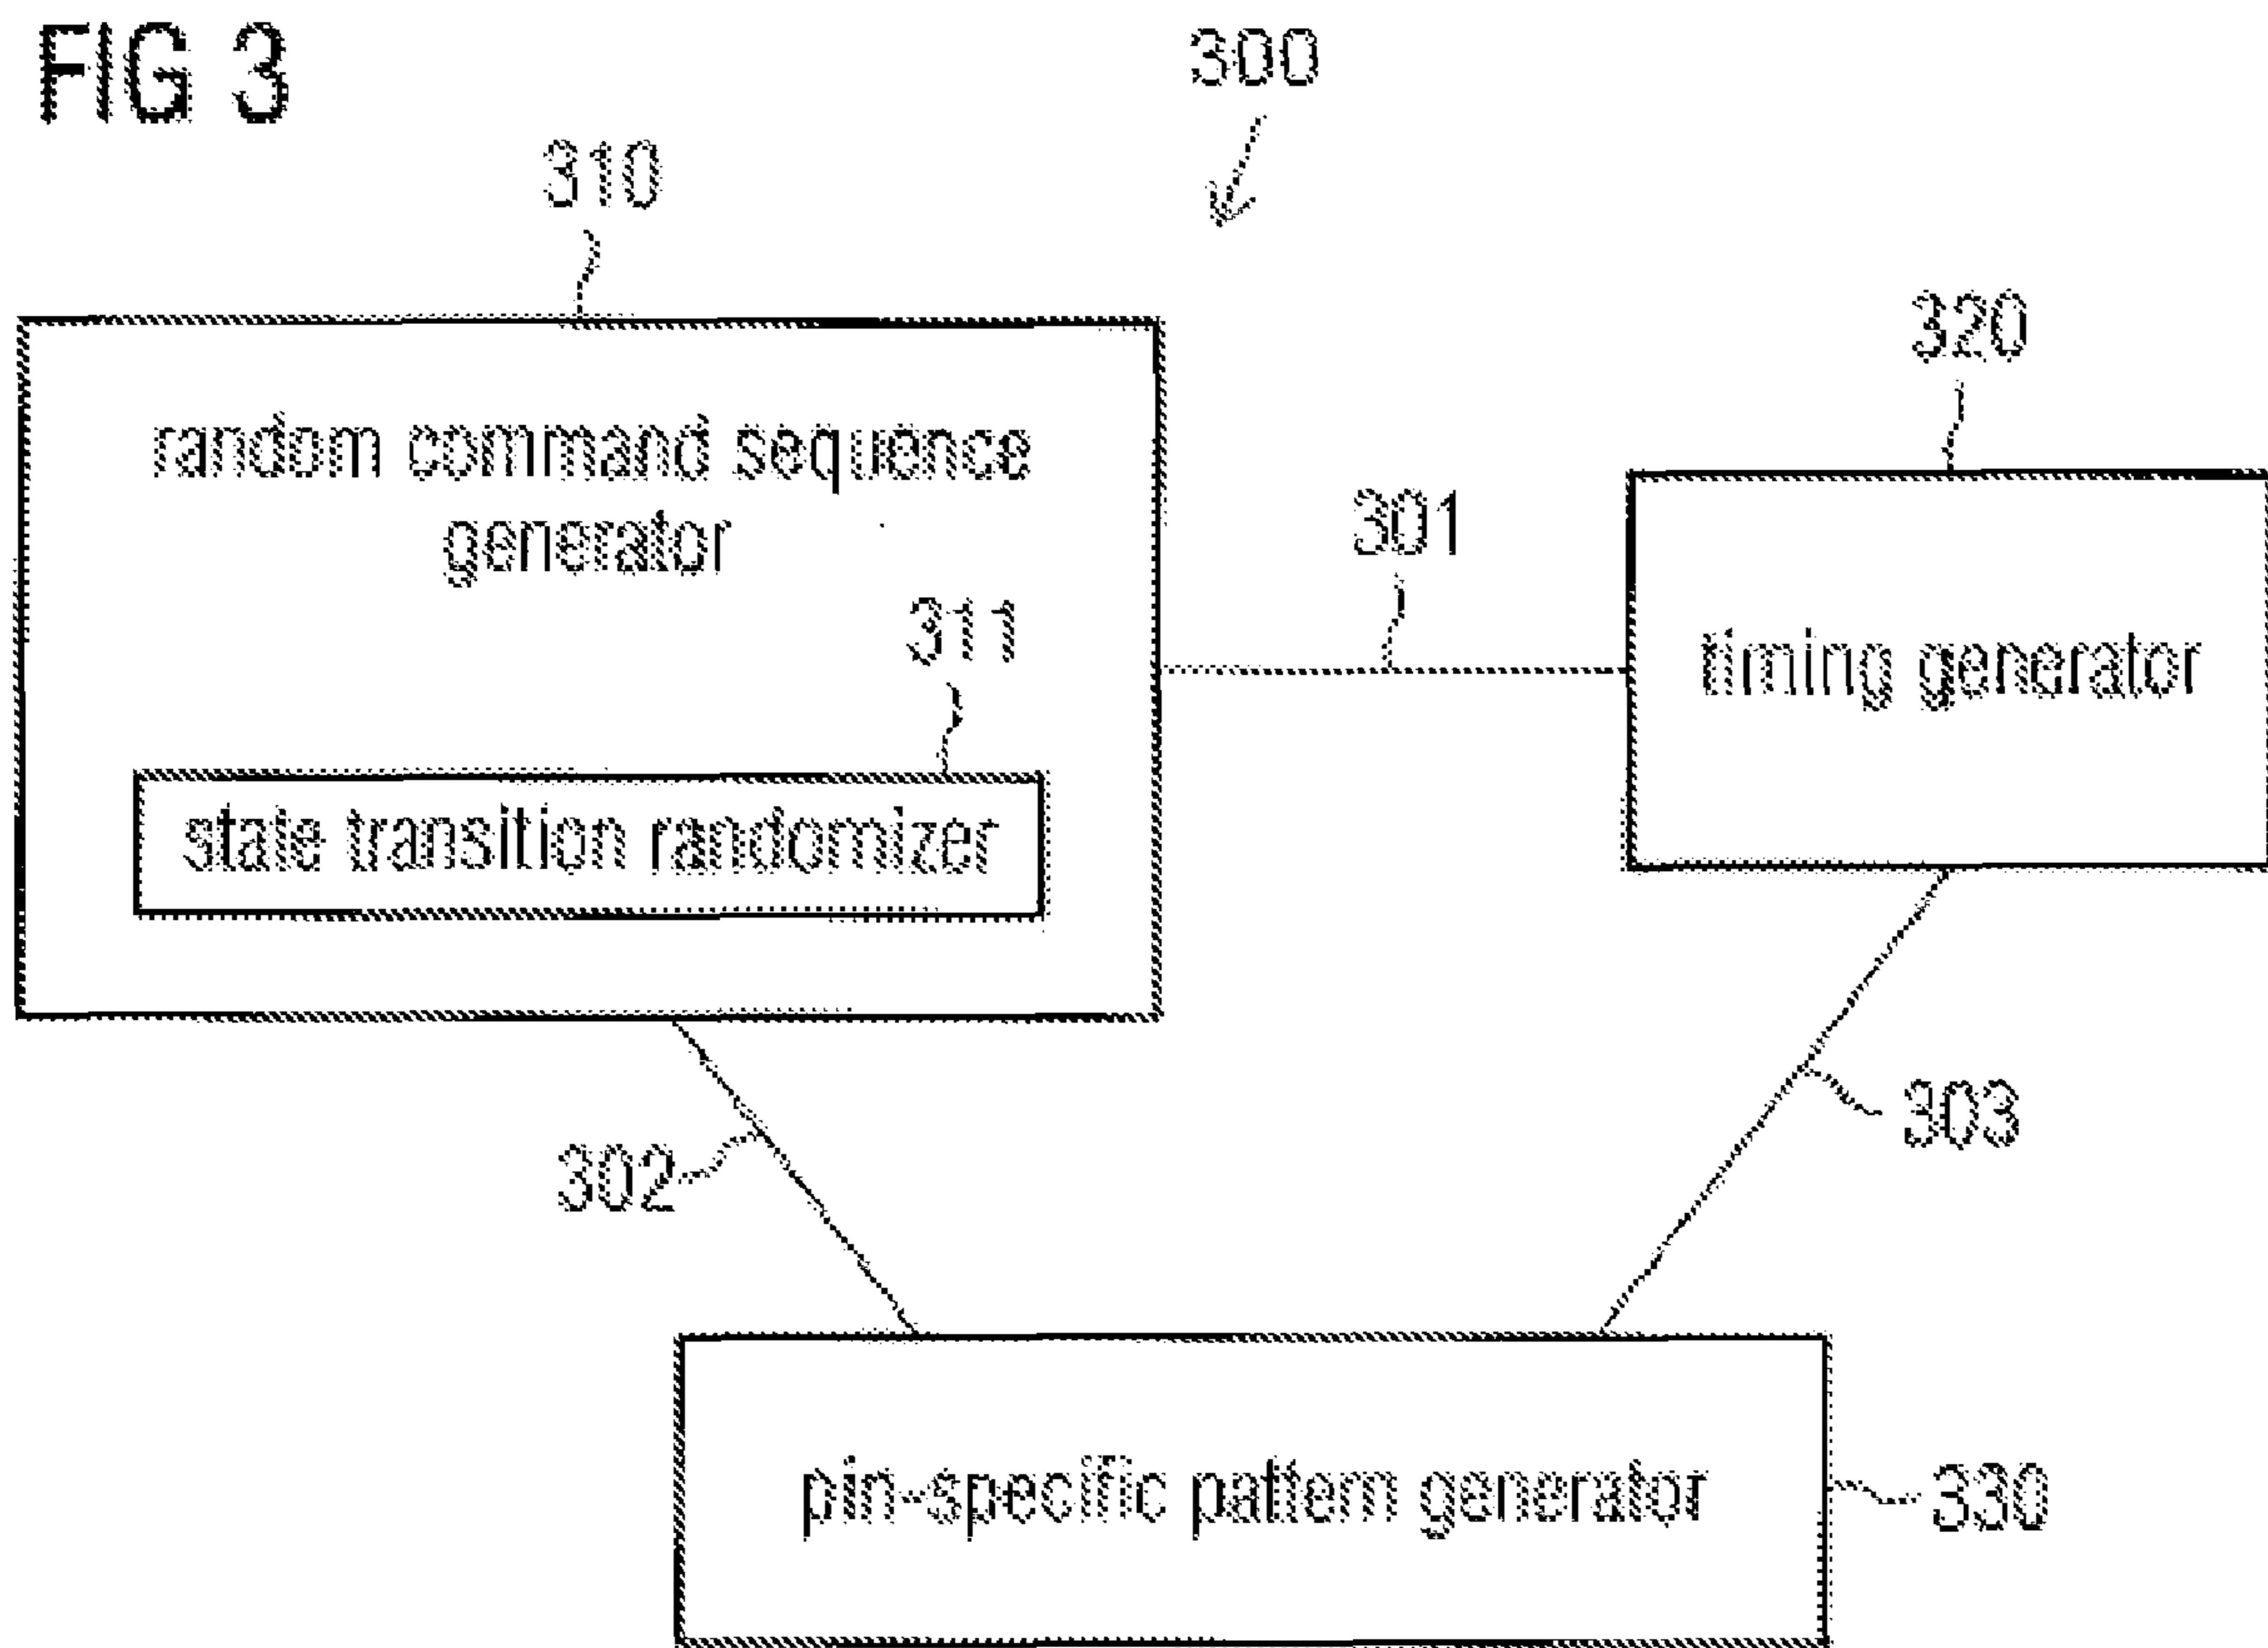 FIG 3
300
310
320
random command sequence
generator
301
311
timing generator
state transition randomizer
302
303
pin-specific pattern generator
330